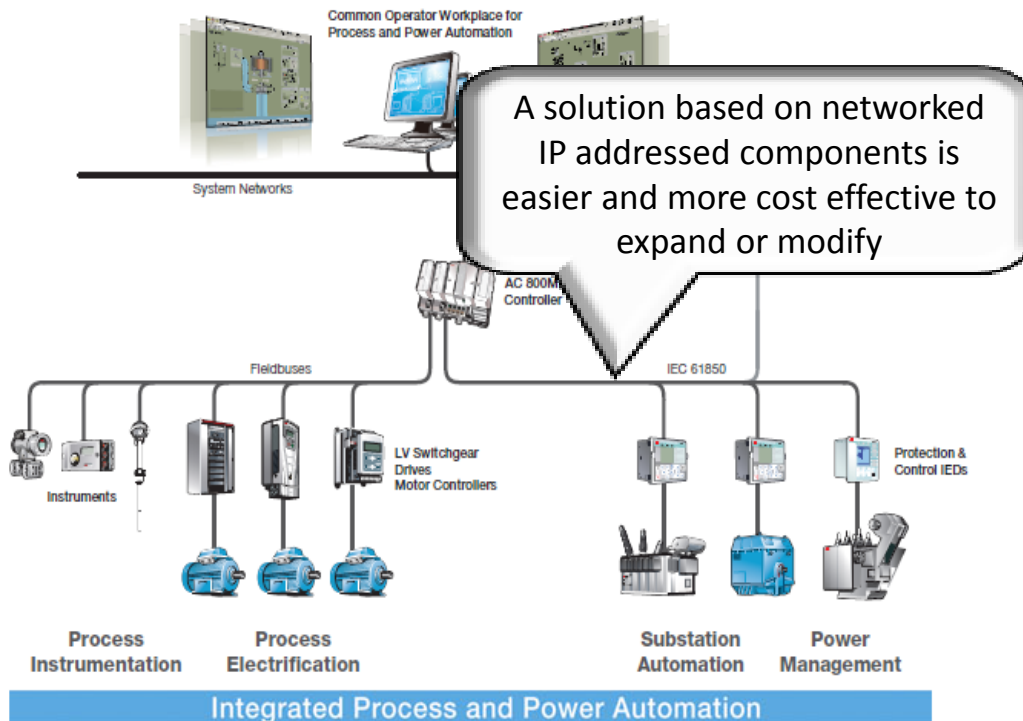 Common Operator Workplace for
Process and Power Automation
A solution based on networked
IP addressed components is
easier and more cost effective to
expand or modify
System Networks
AC 800M
Controller
Fieldbuses
IEC 61850
Instruments
LV Switchgear
Drives
Motor Controllers
Protection &
Control IEDs
Process
Instrumentation
Process
Electrification
Substation
Automation
Power
Management
Integrated Process and Power Automation